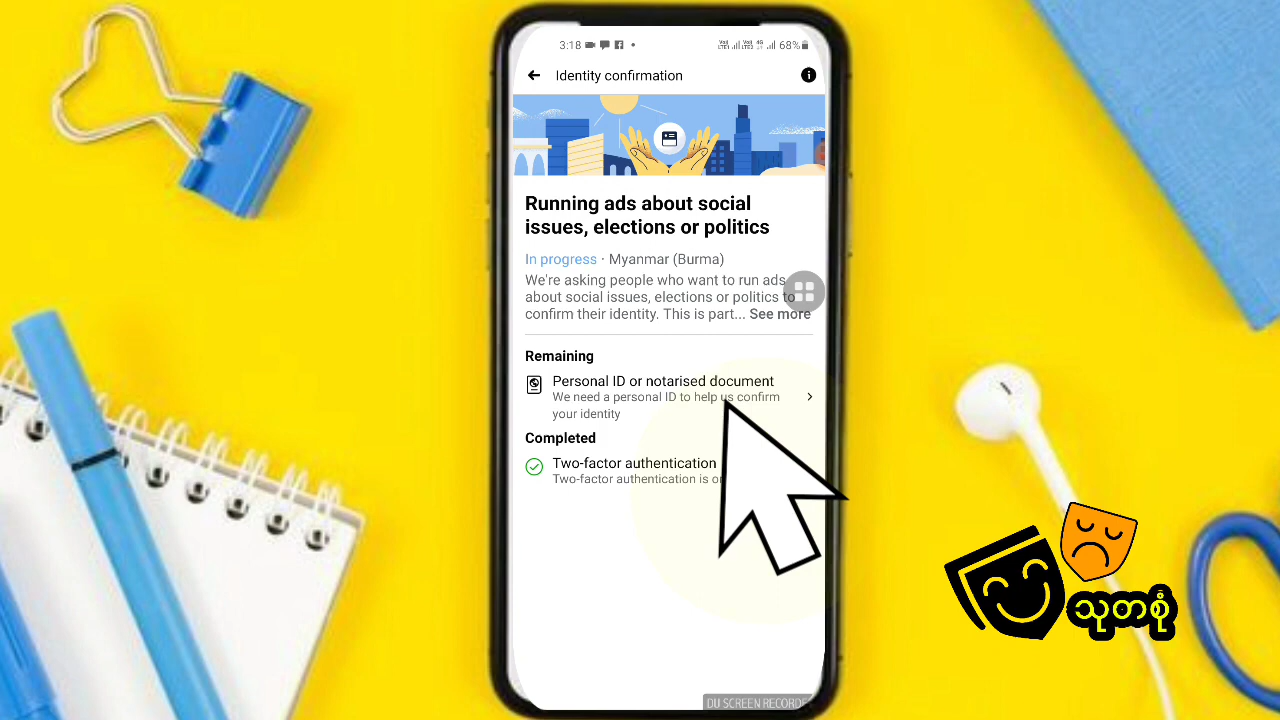 3:18
68%
Identity confirmation
Running ads about social
issues, elections or politics
In progress · Myanmar (Burma)
We're asking people who want to run ads
about social issues, elections or politics to
confirm their identity. This is part... See more
Remaining
Personal ID or notarised document
We need a personal ID to help us confirm
your identity
Completed
Two-factor authentication
Two-factor authentication is
သုတစုံ
DU SCREEN RECORDE